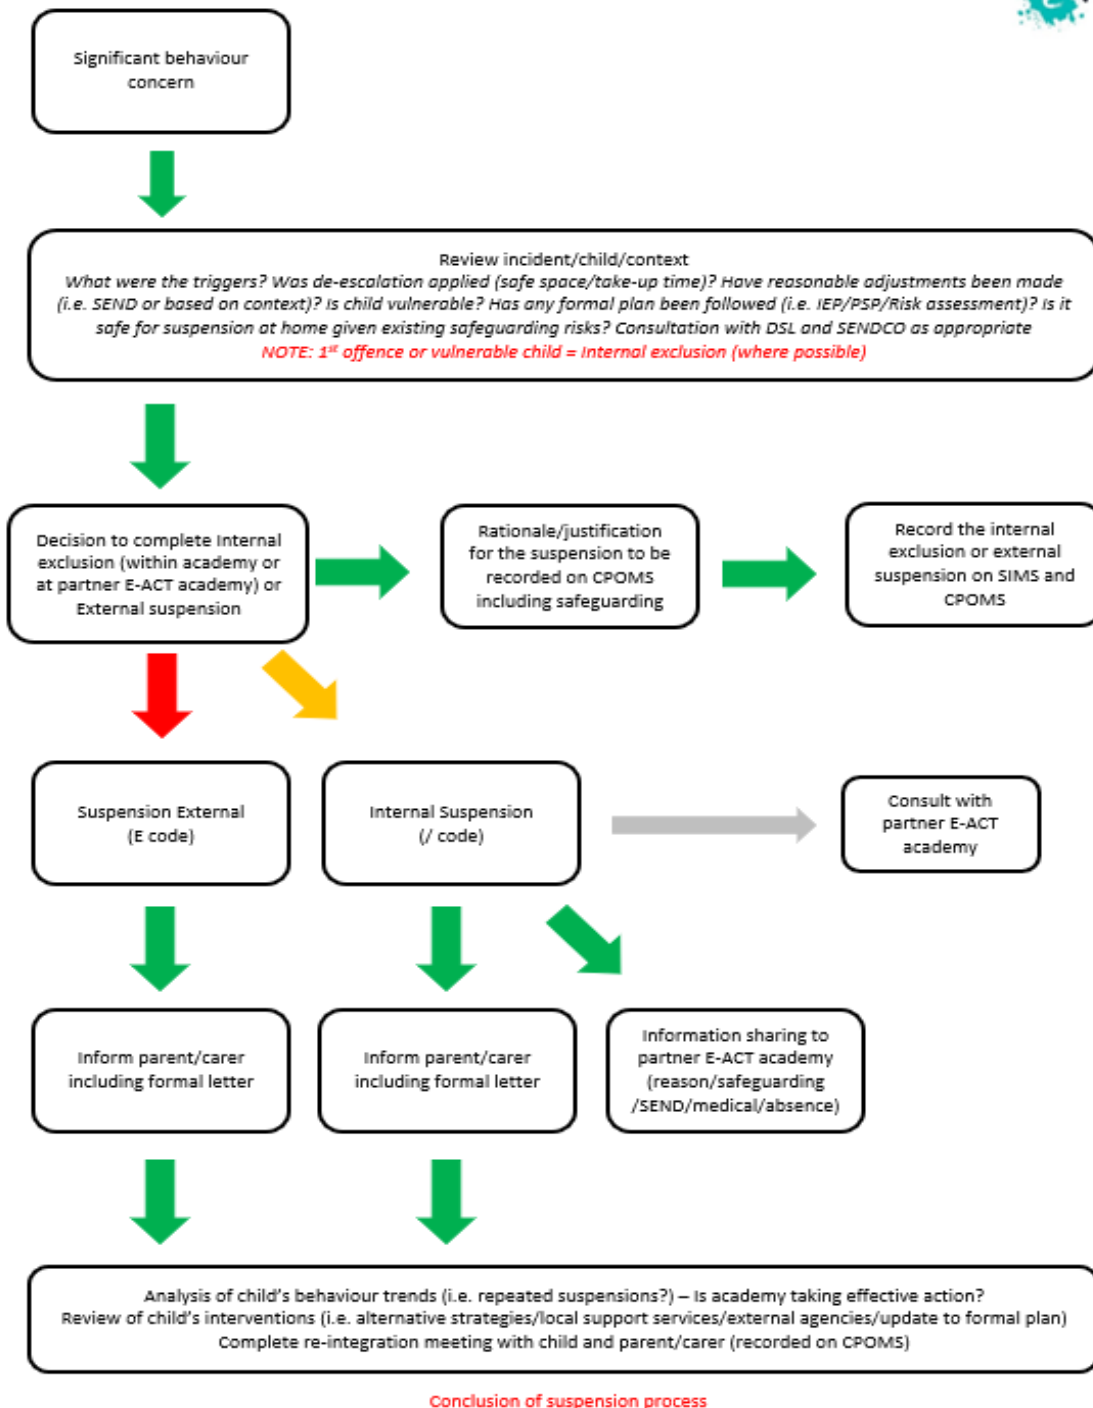 Significant behaviour
concern
Review incident/child/context
What were the triggers? Was de-escalation applied (safe space/take-up time)? Have reasonable adjustments been made
(i.e. SEND or based on context)? Is child vulnerable? Has any formal plan been followed (i.e. IEP/PSP/Risk assessment)? Is it
safe for suspension at home given existing safeguarding risks? Consultation with DSL and SENDCO as appropriate
NOTE: 1st offence or vulnerable child = Internal exclusion (where possible)
Decision to complete Internal
exclusion (within academy or
at partner E-ACT academy) or
External suspension
Rationale/justification
for the suspension to be
recorded on CPOMS
including safeguarding
Record the internal
exclusion or external
suspension on SIMS and
CPOMS
Suspension External
(E code)
Internal Suspension
(/ code)
Consult with
partner E-ACT
academy
Inform parent/carer
including formal letter
Inform parent/carer
including formal letter
Information sharing to
partner E-ACT academy
(reason/safeguarding
/SEND/medical/absence)
Analysis of child's behaviour trends (i.e. repeated suspensions?) – Is academy taking effective action?
Review of child's interventions (i.e. alternative strategies/local support services/external agencies/update to formal plan)
Complete re-integration meeting with child and parent/carer (recorded on CPOMS)
Conclusion of suspension process